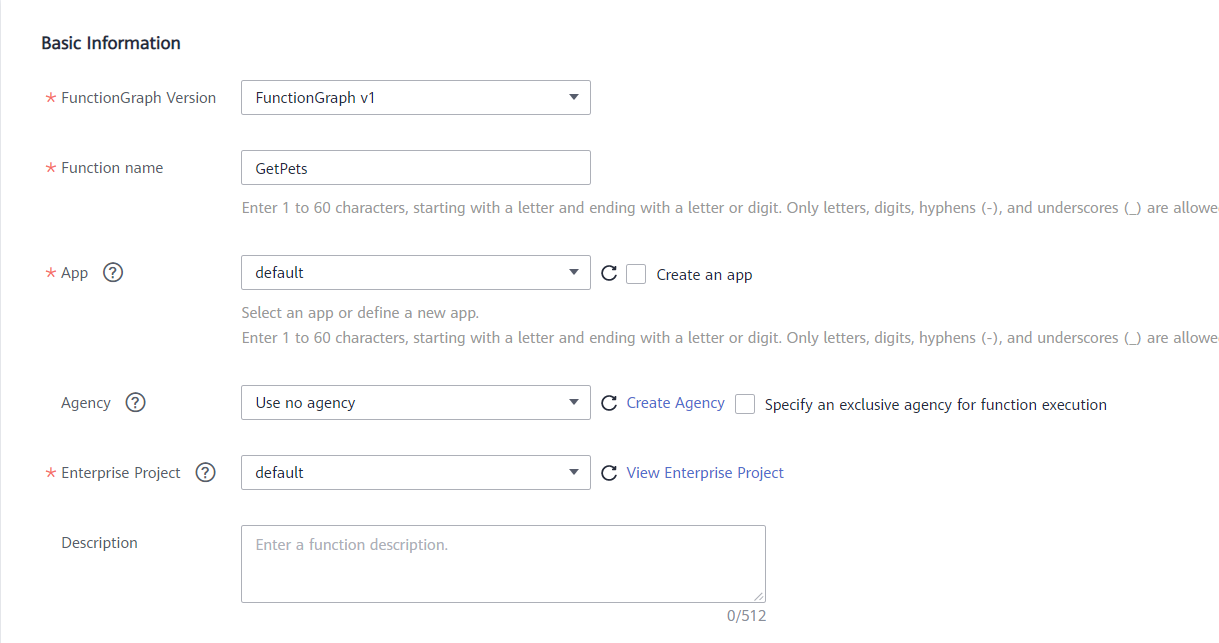 Basic Information
* FunctionGraph Version FunctionGraph v1
* Function name GetPets
Enter 1 to 60 characters, starting with a letter and ending with a letter or digit. Only letters, digits, hyphens (-), and underscores (_) are allowe
* App ? default Create an app
Select an app or define a new app.
Enter 1 to 60 characters, starting with a letter and ending with a letter or digit. Only letters, digits, hyphens (-), and underscores (_) are allowe
Agency ? Use no agency Create Agency Specify an exclusive agency for function execution
* Enterprise Project ? default View Enterprise Project
Description Enter a function description.
0/512